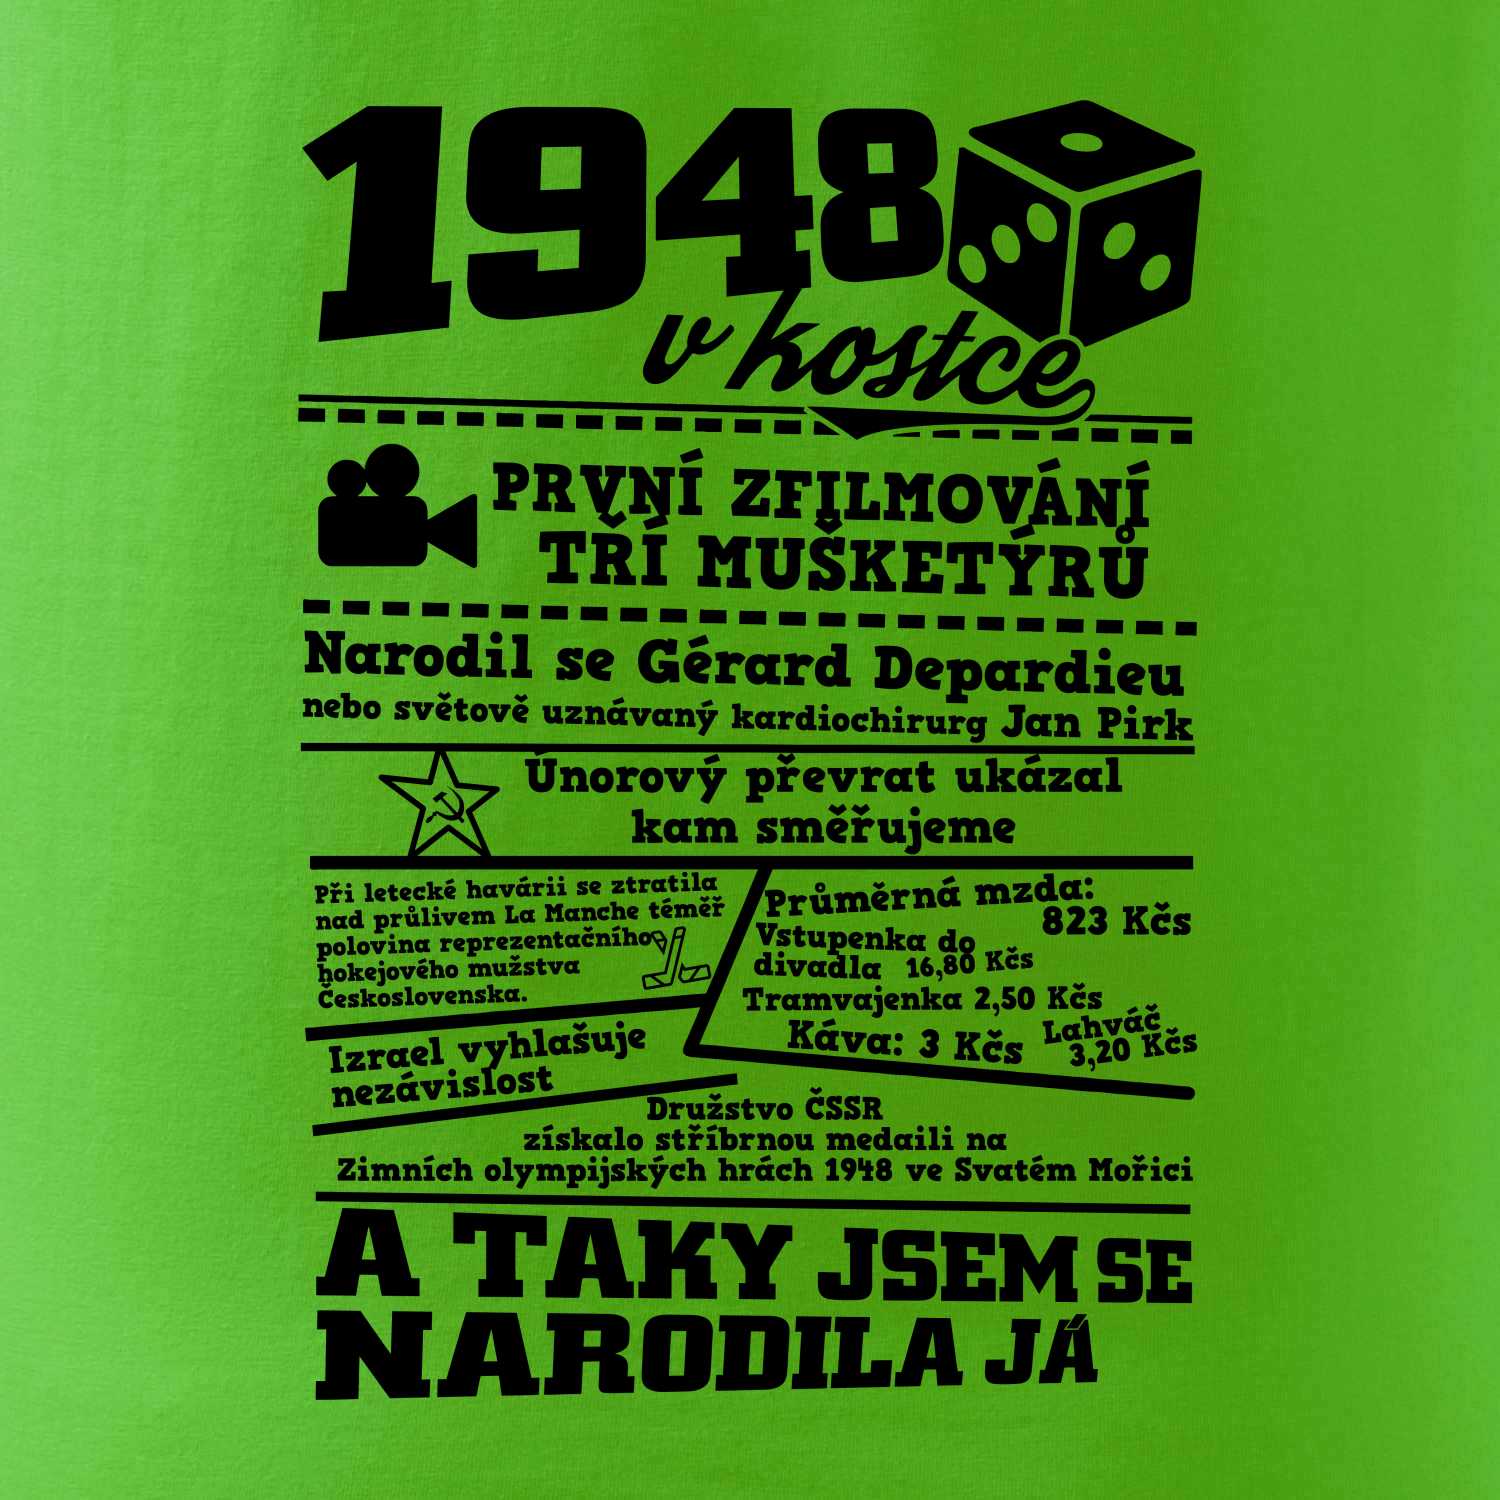 1948
v kostce
PRVNÍ ZFILMOVÁNÍ
TŘÍ MUŠKETÝRŮ
Narodil se Gérard Depardieu
nebo světově uznávaný kardiochirurg Jan Pirk
Únorový převrat ukázal
kam směřujeme
Při letecké havárii se ztratila
nad průlivem La Manche téměř
polovina reprezentačního
hokejového mužstva
Československa.
Průměrná mzda:
823 Kčs
Vstupenka do
divadla 16,80 Kčs
Tramvajenka 2,50 Kčs
Káva: 3 Kčs
Lahváč
3,20 Kčs
Izrael vyhlašuje
nezávislost
Družstvo ČSSR
získalo stříbrnou medaili na
Zimních olympijských hrách 1948 ve Svatém Mořici
A TAKY JSEM SE
NARODILA JÁ